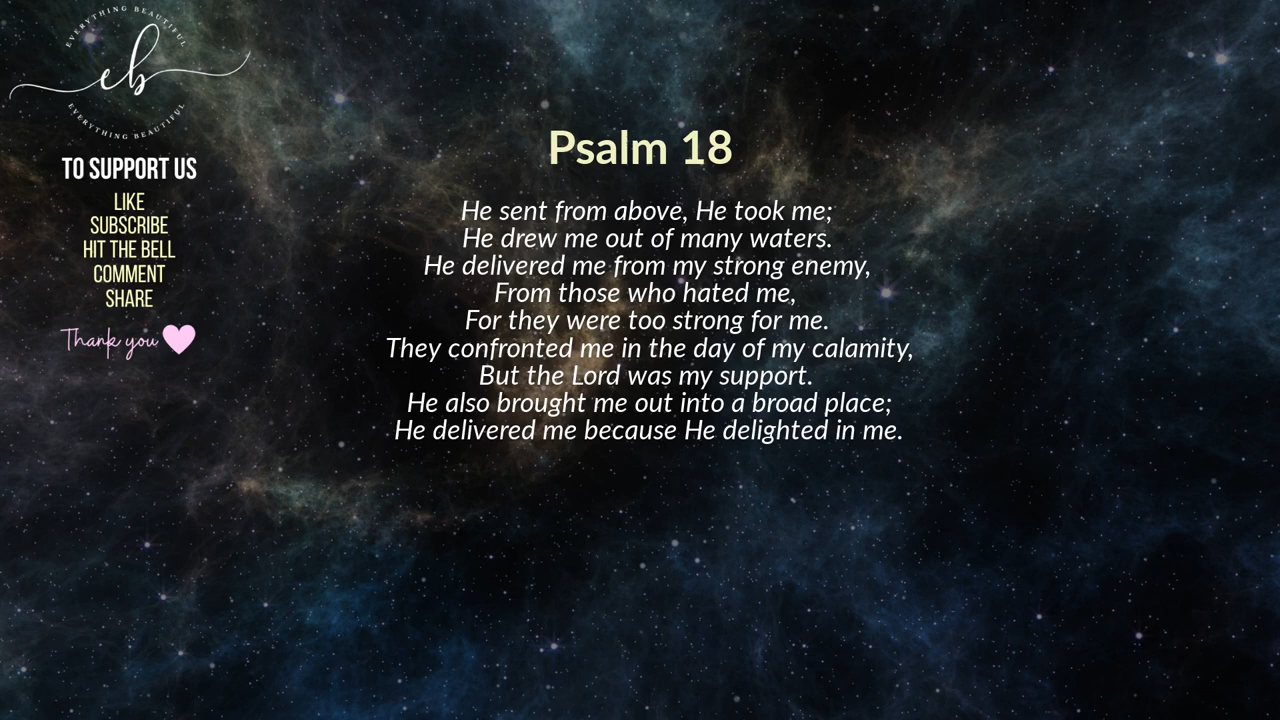 EVERYTHING BEAUTIFUL
eb
EVERYTHING BEAUTIFUL
TO SUPPORT US
LIKE
SUBSCRIBE
HIT THE BELL
COMMENT
SHARE
Thank you
Psalm 18
He sent from above, He took me;
He drew me out of many waters.
He delivered me from my strong enemy,
From those who hated me,
For they were too strong for me.
They confronted me in the day of my calamity,
But the Lord was my support.
He also brought me out into a broad place;
He delivered me because He delighted in me.